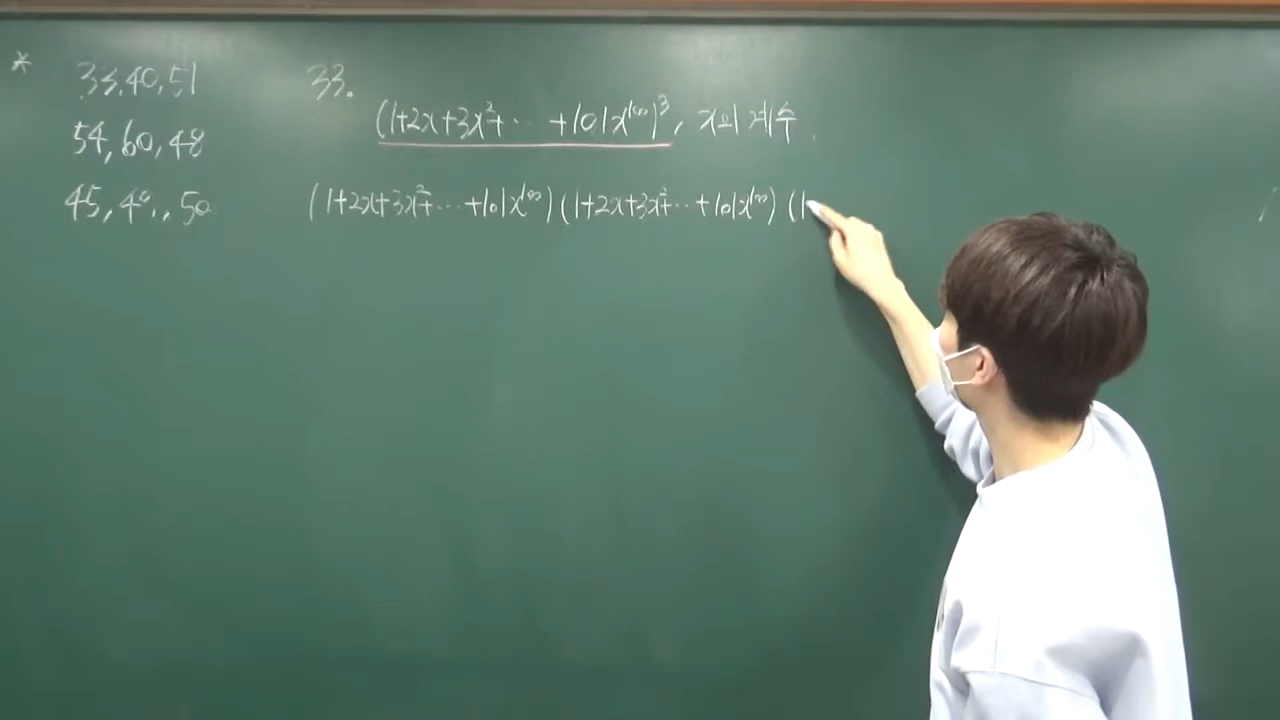 * 33, 40, 51
54, 60, 48
45, 49, 50
33.
(1+2x+3x²+ ⋯ +101x¹⁰⁰)³, x의 계수.
(1+2x+3x²+ ⋯ +101x¹⁰⁰)(1+2x+3x²+ ⋯ +101x¹⁰⁰)(1